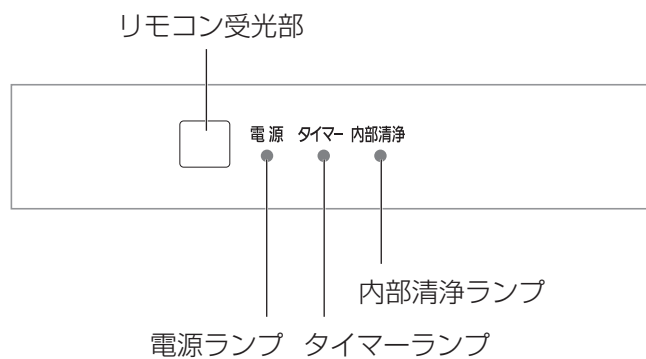 リモコン受光部
電源 タイマー 内部清浄
内部清浄ランプ
電源ランプ タイマーランプ